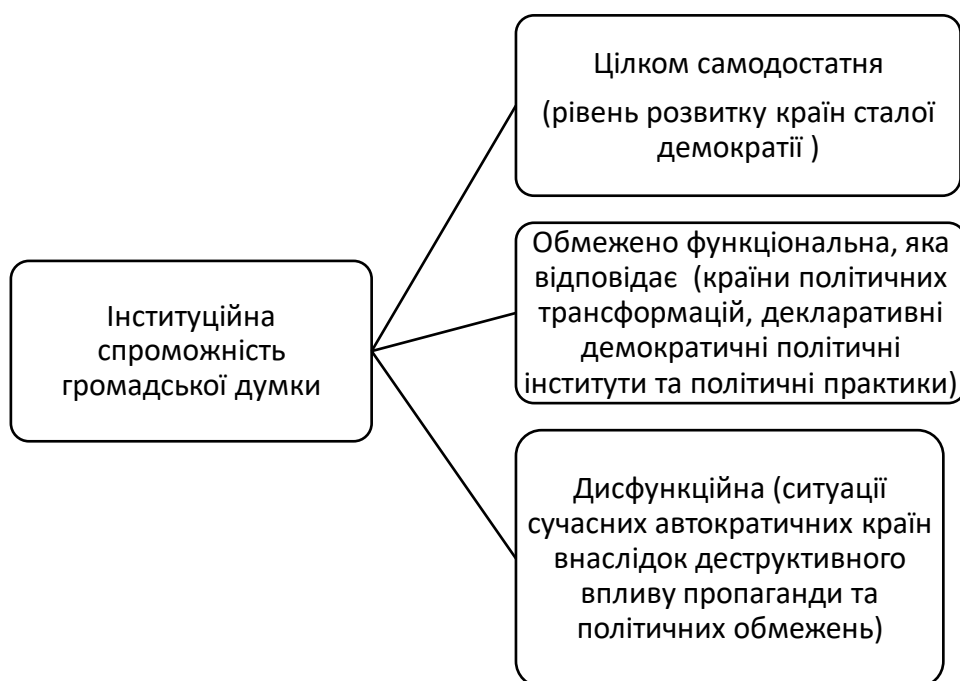 Цілком самодостатня
(рівень розвитку країн сталої
демократії )
Обмежено функціональна, яка
відповідає (країни політичних
трансформацій, декларативні
демократичні політичні
інститути та політичні практики)
Інституційна
спроможність
громадської думки
Дисфункційна (ситуації
сучасних автократичних країн
внаслідок деструктивного
впливу пропаганди та
політичних обмежень)